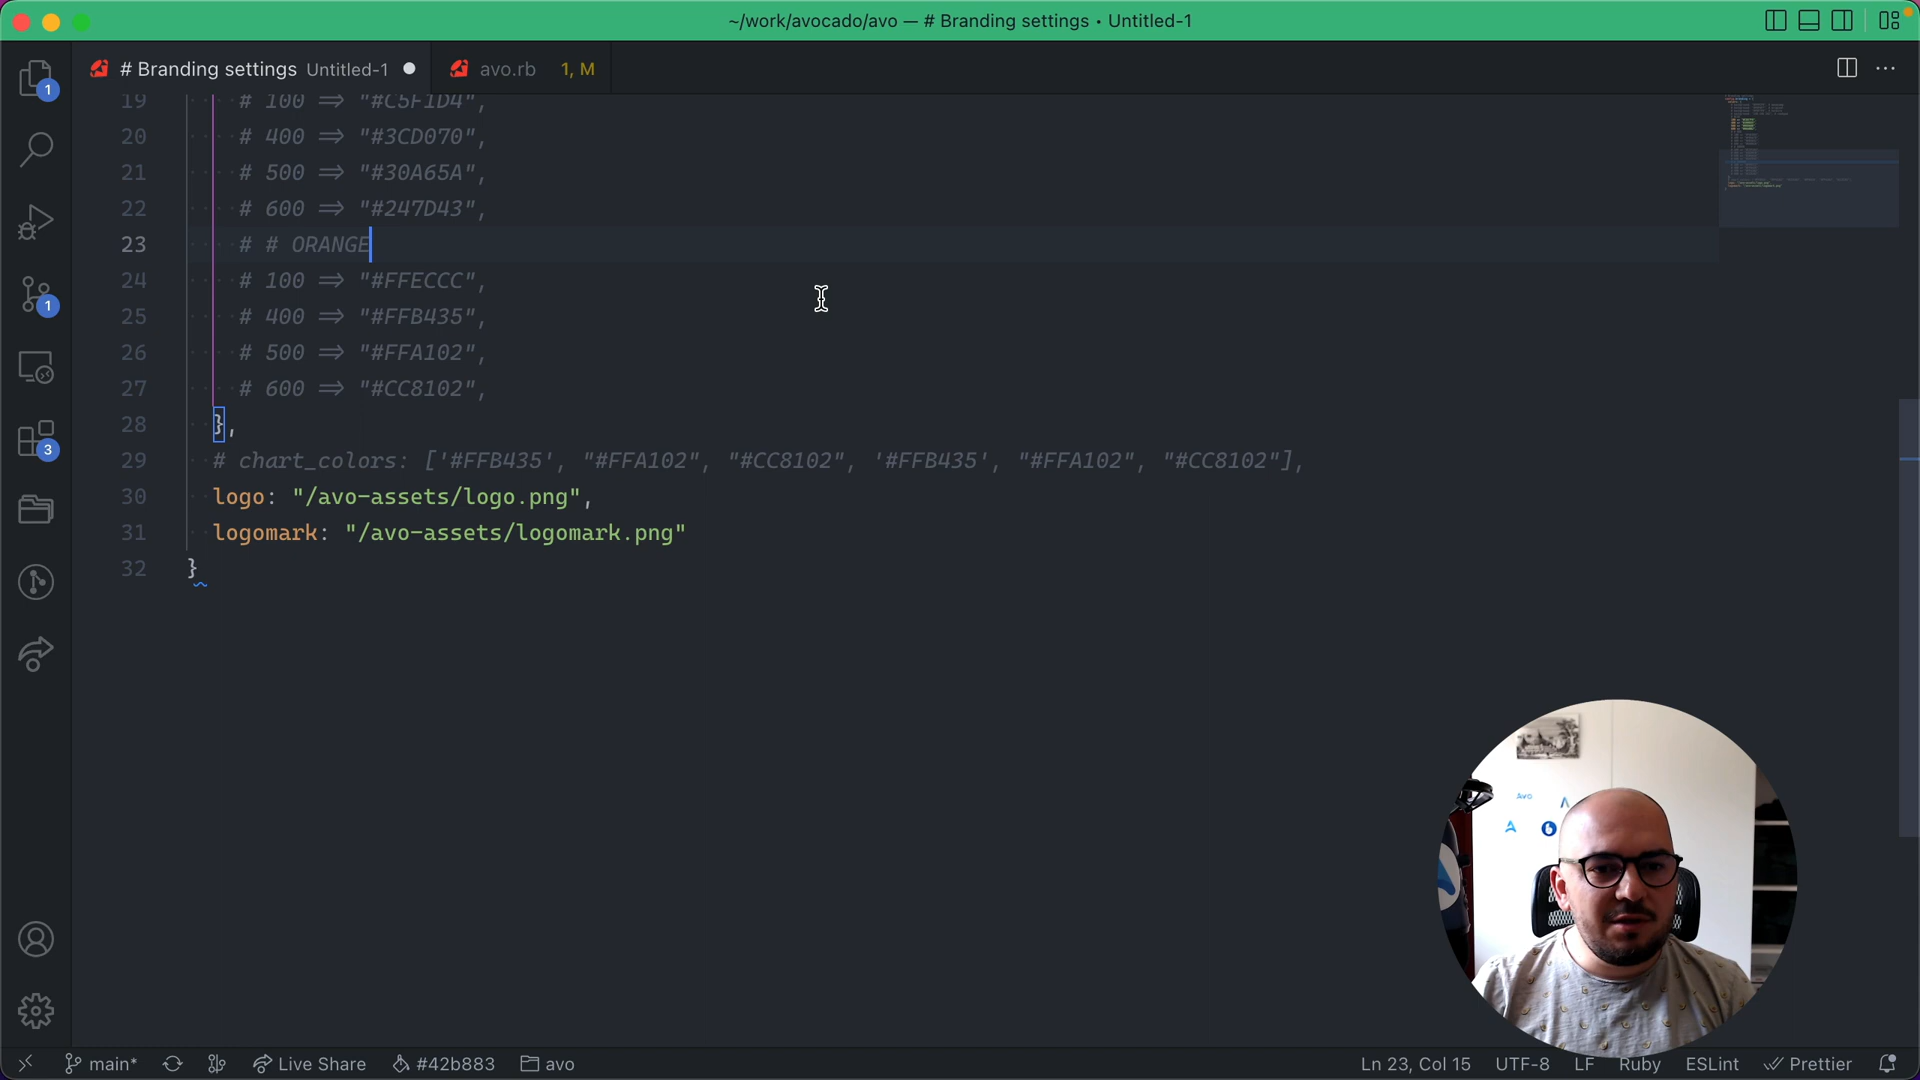 ~/work/avocado/avo — # Branding settings • Untitled-1
# Branding settings Untitled-1
avo.rb 1, M
19 # 100 => "#C5F1D4",
20 # 400 => "#3CD070",
21 # 500 => "#30A65A",
22 # 600 => "#247D43",
23 # # ORANGE
24 # 100 => "#FFECCC",
25 # 400 => "#FFB435",
26 # 500 => "#FFA102",
27 # 600 => "#CC8102",
28 },
29 # chart_colors: ['#FFB435', "#FFA102", "#CC8102", '#FFB435', "#FFA102", "#CC8102"],
30 logo: "/avo-assets/logo.png",
31 logomark: "/avo-assets/logomark.png"
32 }
1
1
3
Avo
main*
Live Share
#42b883
avo
Ln 23, Col 15
UTF-8
LF
Ruby
ESLint
Prettier